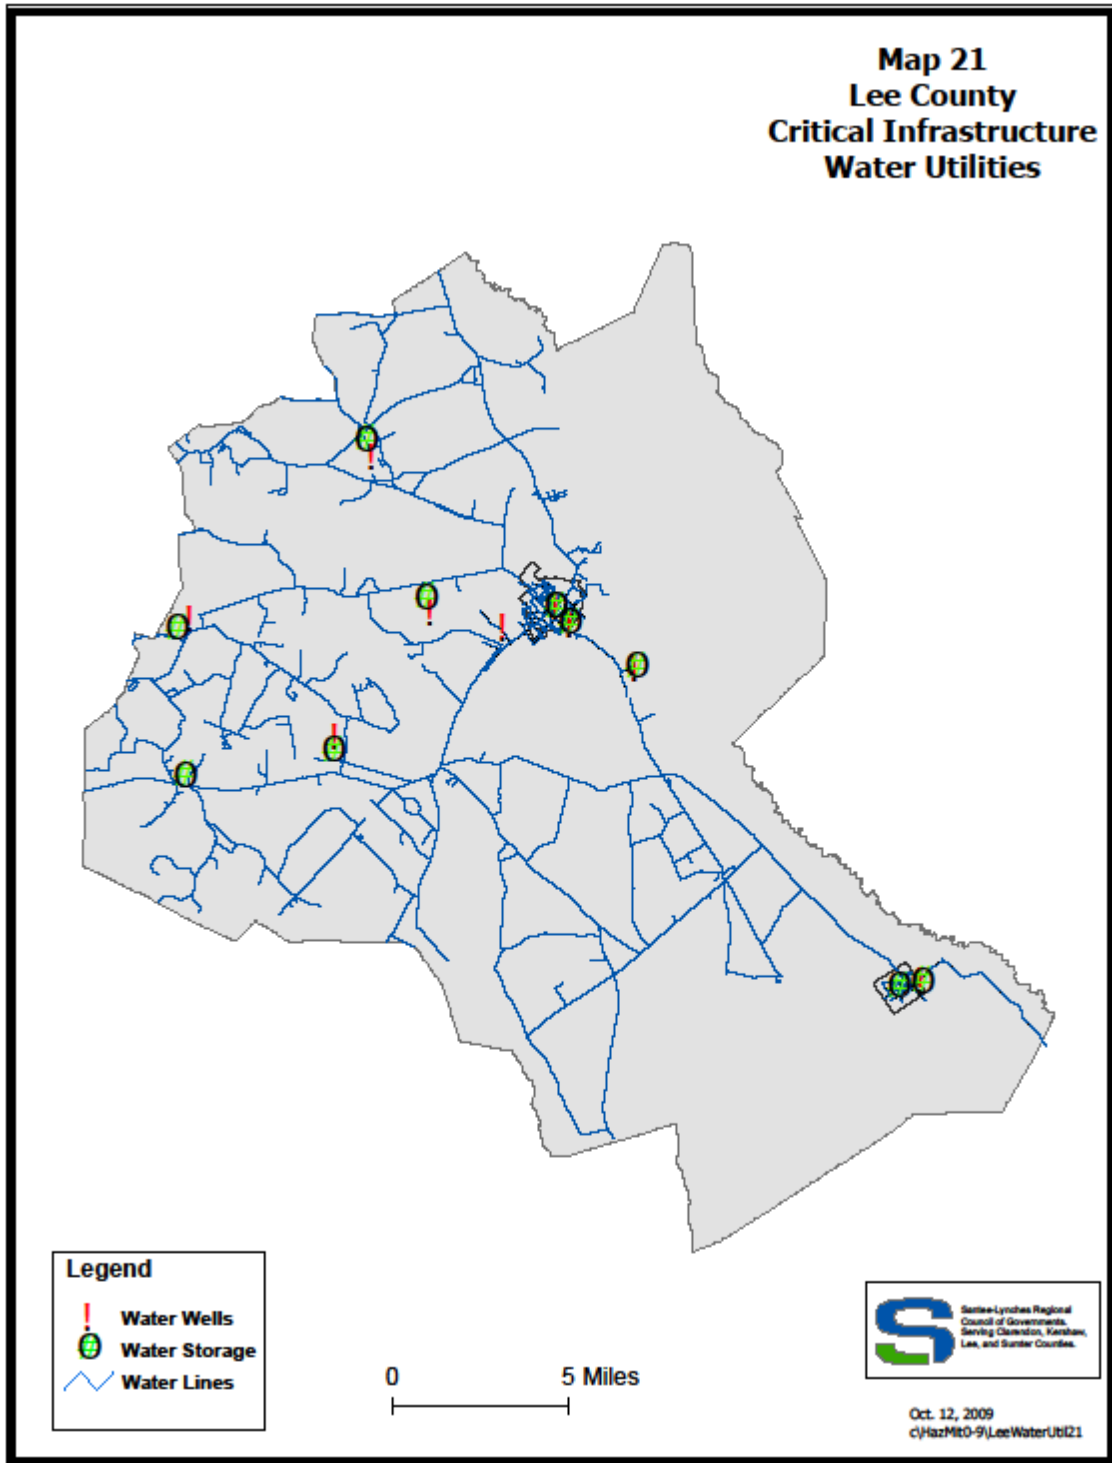 Map 21
Lee County
Critical Infrastructure
Water Utilities
Legend
! Water Wells
0 Water Storage
Water Lines
0 5 Miles
Santee-Lynches Regional
Council of Governments.
Serving Clarendon, Kershaw,
Lee, and Sumter Counties.
Oct. 12, 2009
c\HazMit0-9\LeeWaterUtil21